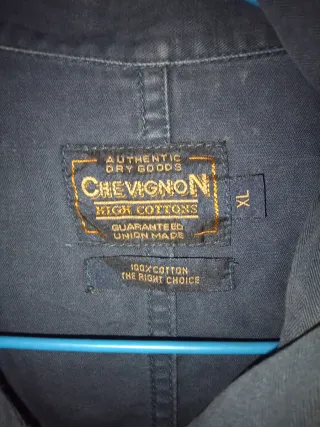 AUTHENTIC
DRY GOODS
CHEVIGNON
HIGH COTTONS
GUARANTEED
UNION MADE
XL
100% COTTON
THE RIGHT CHOICE